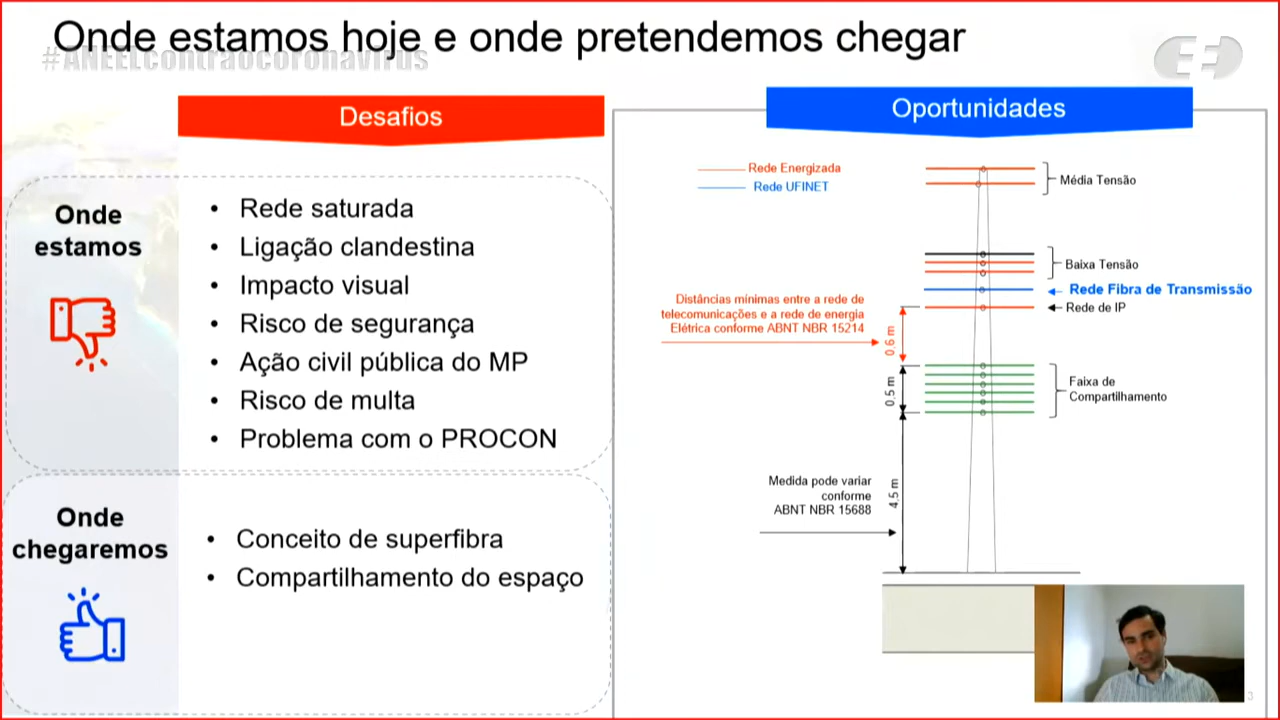 Onde estamos hoje e onde pretendemos chegar
#ANEELcontraocoronavirus
Desafios
Oportunidades
Onde
estamos
• Rede saturada
• Ligação clandestina
• Impacto visual
• Risco de segurança
• Ação civil pública do MP
• Risco de multa
• Problema com o PROCON
Onde
chegaremos
• Conceito de superfibra
• Compartilhamento do espaço
Rede Energizada
Rede UFINET
Média Tensão
Baixa Tensão
Rede Fibra de Transmissão
Rede de IP
Distâncias mínimas entre a rede de
telecomunicações e a rede de energia
Elétrica conforme ABNT NBR 15214
0.6 m
0.5 m
Faixa de
Compartilhamento
Medida pode variar
conforme
ABNT NBR 15688
4.5 m
3